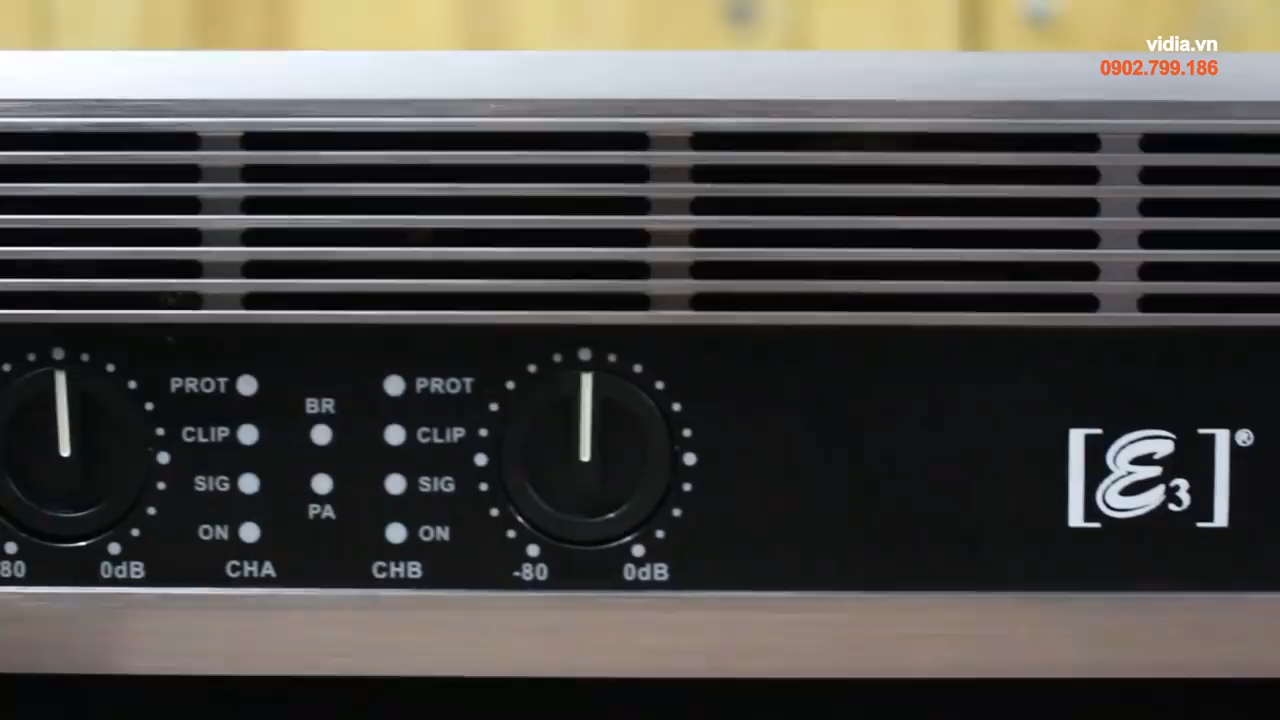 vidia.vn
0902.799.186
PROT
BR
PROT
CLIP
CLIP
SIG
SIG
PA
ON
ON
80
0dB
CHA
CHB
-80
0dB
[E3]®